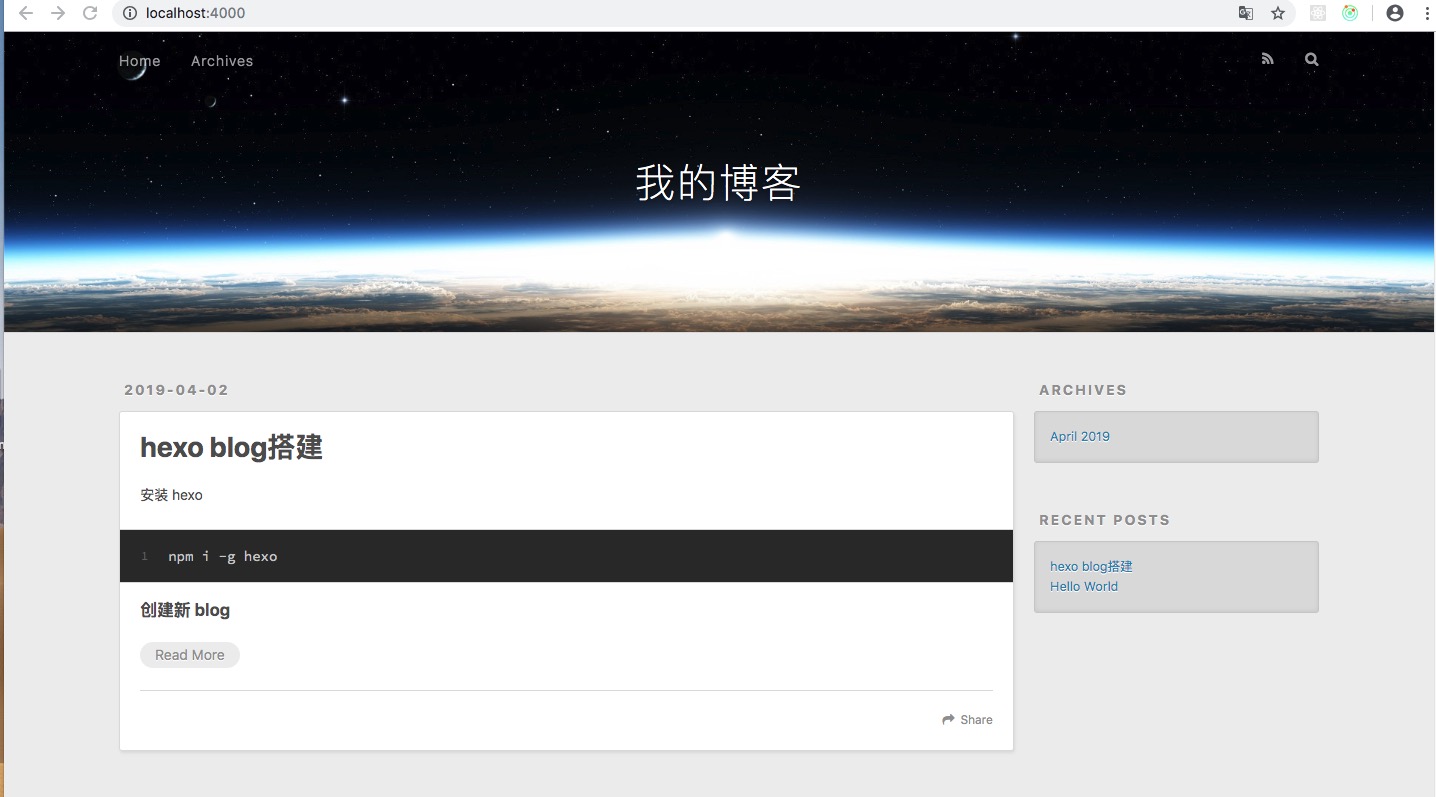 localhost:4000
Home Archives
我的博客
2019-04-02
hexo blog搭建
安装 hexo
1 npm i -g hexo
创建新 blog
Read More
Share
ARCHIVES
April 2019
RECENT POSTS
hexo blog搭建
Hello World